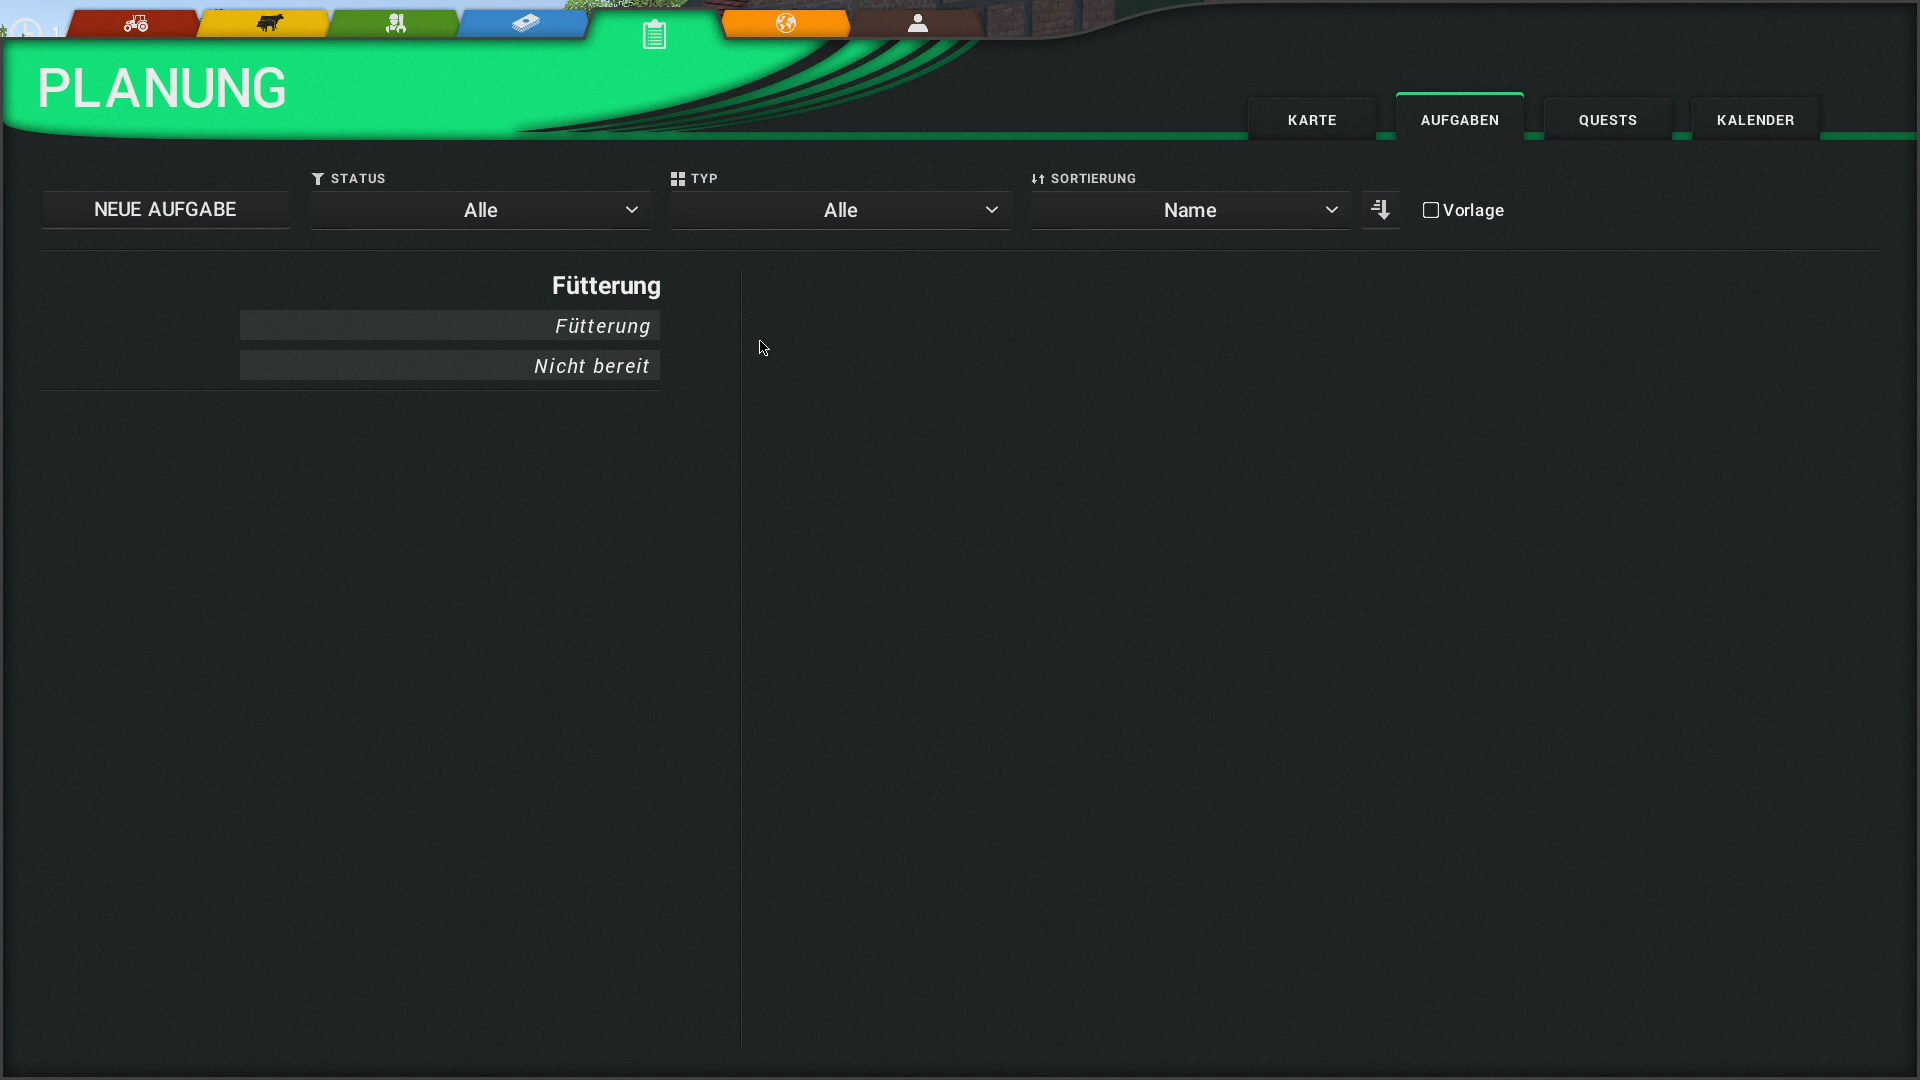 PLANUNG
KARTE
AUFGABEN
QUESTS
KALENDER
STATUS
TYP
SORTIERUNG
NEUE AUFGABE
Alle
Alle
Name
Vorlage
Fütterung
Fütterung
Nicht bereit